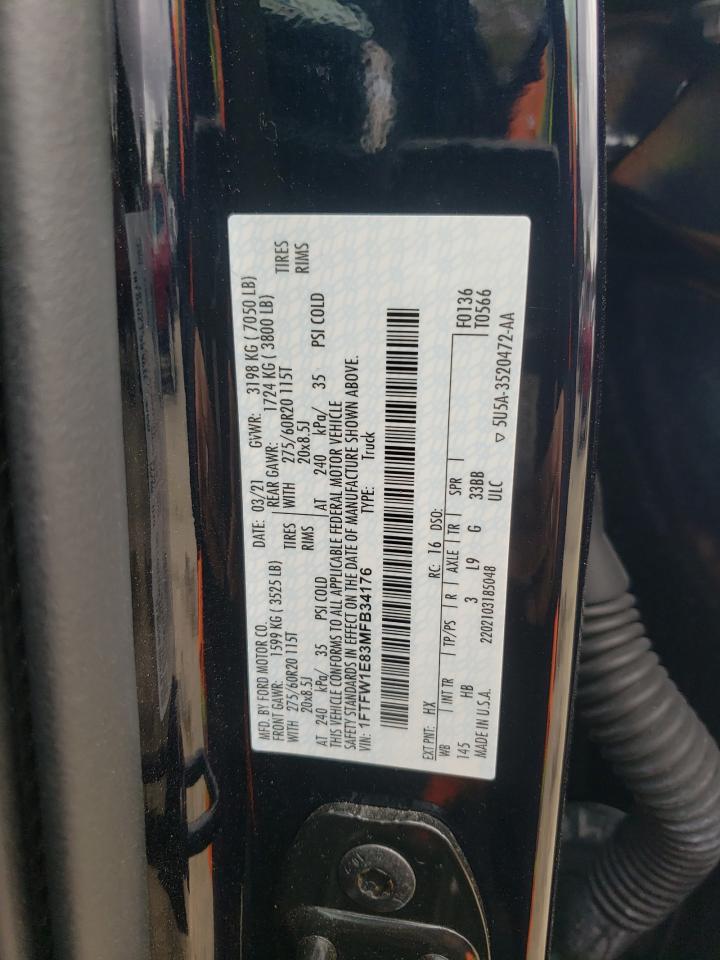 MFD. BY FORD MOTOR CO.
DATE: 03/21 GVWR: 3198 KG ( 7050 LB)
FRONT GAWR: 1599 KG ( 3525 LB) REAR GAWR: 1724 KG ( 3800 LB)
WITH 275/60R20 115T TIRES WITH 275/60R20 115T TIRES
20x8.5J RIMS 20x8.5J RIMS
AT 240 kPa/ 35 PSI COLD AT 240 kPa/ 35 PSI COLD
THIS VEHICLE CONFORMS TO ALL APPLICABLE FEDERAL MOTOR VEHICLE
SAFETY STANDARDS IN EFFECT ON THE DATE OF MANUFACTURE SHOWN ABOVE.
VIN: 1FTFW1E83MFB34176 TYPE: Truck
EXT PNT: HX RC: 16 DSO: F0136
WB INT TR TP/PS R AXLE TR SPR T0566
145 HB 3 L9 G 33BB
MADE IN U.S.A. 2202103185048 ULC
▽ 5U5A-3520472-AA